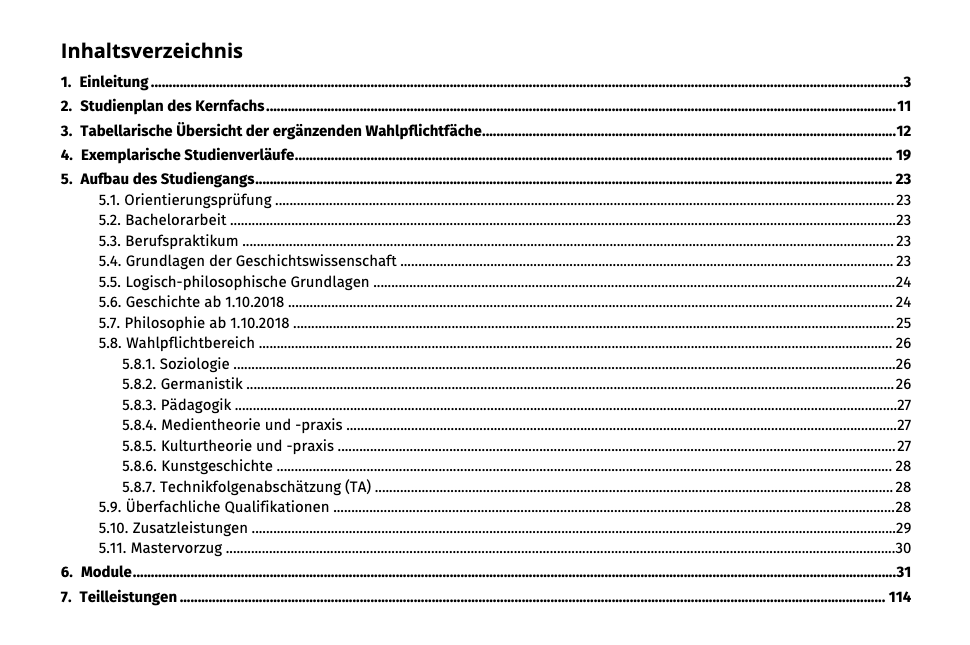 Inhaltsverzeichnis
1. Einleitung ........ 3
2. Studienplan des Kernfachs ........ 11
3. Tabellarische Übersicht der ergänzenden Wahlpflichtfäche ........ 12
4. Exemplarische Studienverläufe ........ 19
5. Aufbau des Studiengangs ........ 23
5.1. Orientierungsprüfung ........ 23
5.2. Bachelorarbeit ........ 23
5.3. Berufspraktikum ........ 23
5.4. Grundlagen der Geschichtswissenschaft ........ 23
5.5. Logisch-philosophische Grundlagen ........ 24
5.6. Geschichte ab 1.10.2018 ........ 24
5.7. Philosophie ab 1.10.2018 ........ 25
5.8. Wahlpflichtbereich ........ 26
5.8.1. Soziologie ........ 26
5.8.2. Germanistik ........ 26
5.8.3. Pädagogik ........ 27
5.8.4. Medientheorie und -praxis ........ 27
5.8.5. Kulturtheorie und -praxis ........ 27
5.8.6. Kunstgeschichte ........ 28
5.8.7. Technikfolgenabschätzung (TA) ........ 28
5.9. Überfachliche Qualifikationen ........ 28
5.10. Zusatzleistungen ........ 29
5.11. Mastervorzug ........ 30
6. Module ........ 31
7. Teilleistungen ........ 114